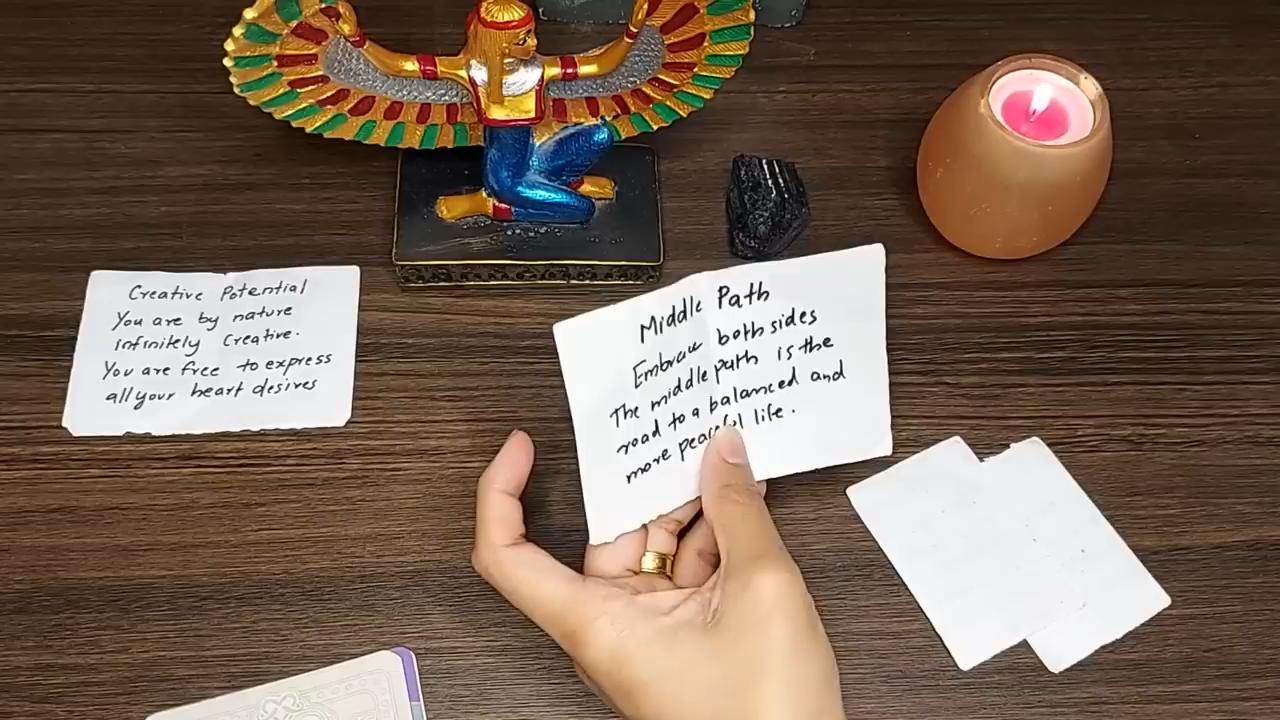 Creative Potential
You are by nature
infinitely Creative.
You are free to express
all your heart desires
Middle Path
Embrace both sides
The middle path is the
road to a balanced and
more peaceful life.